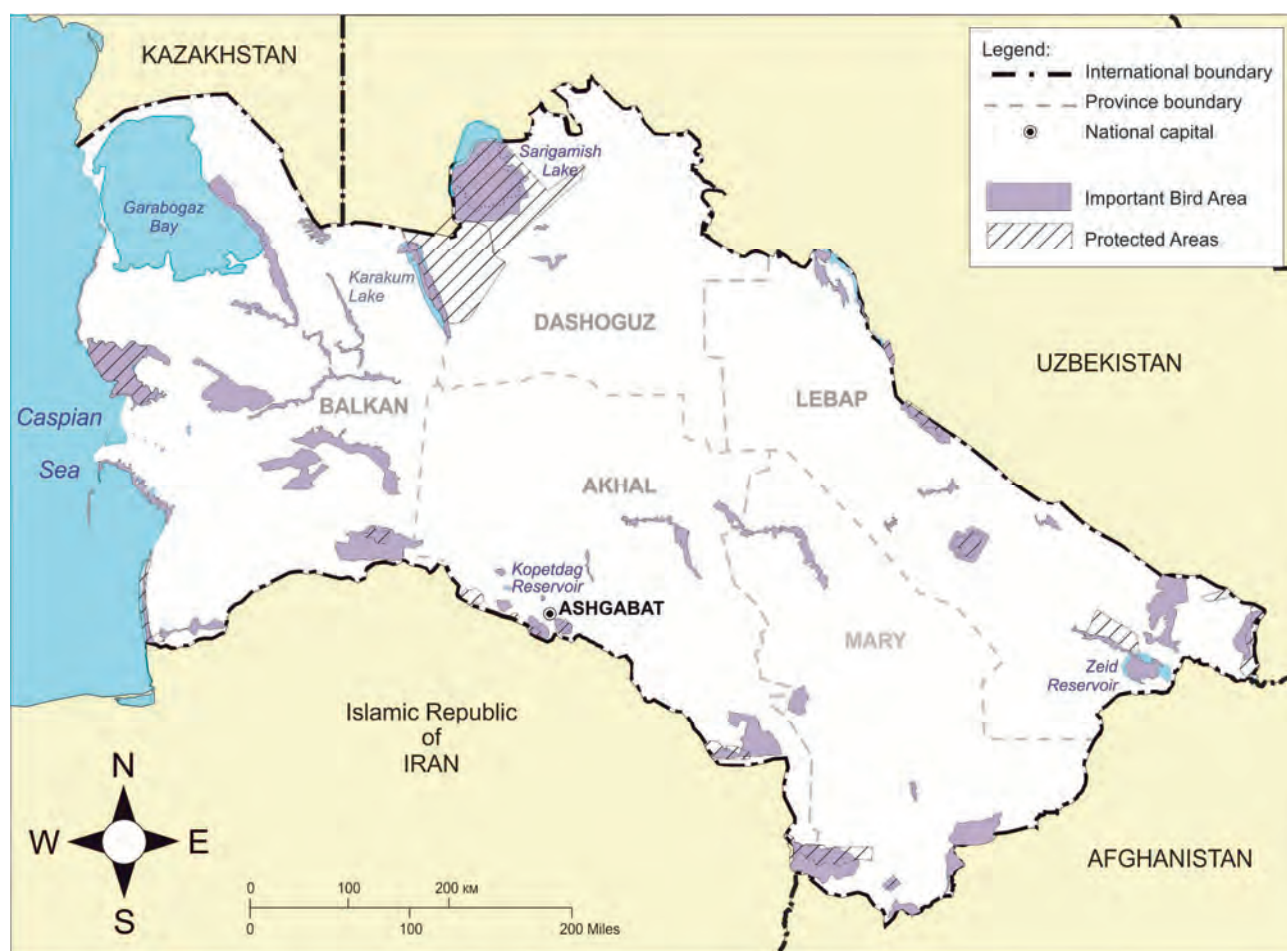 KAZAKHSTAN
Legend:
International boundary
Province boundary
National capital
Important Bird Area
Protected Areas
Sarigamish
Lake
Garabogaz
Bay
Karakum
Lake
DASHOGUZ
UZBEKISTAN
BALKAN
LEBAP
Caspian
Sea
AKHAL
Kopetdag
Reservoir
ASHGABAT
MARY
Zeid
Reservoir
Islamic Republic
of
IRAN
N
W E
S
AFGHANISTAN
0 100 200 КМ
0 100 200 Miles